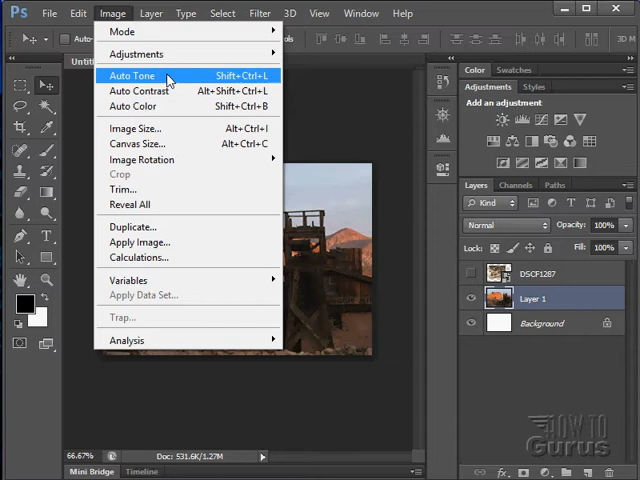 Ps File Edit Image Layer Type Select Filter 3D View Window Help
Auto
3D M
Mode
Adjustments
Auto Tone Shift+Ctrl+L
Auto Contrast Alt+Shift+Ctrl+L
Auto Color Shift+Ctrl+B
Image Size... Alt+Ctrl+I
Canvas Size... Alt+Ctrl+C
Image Rotation
Crop
Trim...
Reveal All
Duplicate...
Apply Image...
Calculations...
Variables
Apply Data Set...
Trap...
Analysis
Color Swatches
Adjustments Styles
Add an adjustment
Layers Channels Paths
Kind
Normal Opacity: 100%
Lock: Fill: 100%
DSCF1287
Layer 1
Background
HOW TO
Gurus
66.67% Doc: 531.6K/1.27M
Mini Bridge Timeline